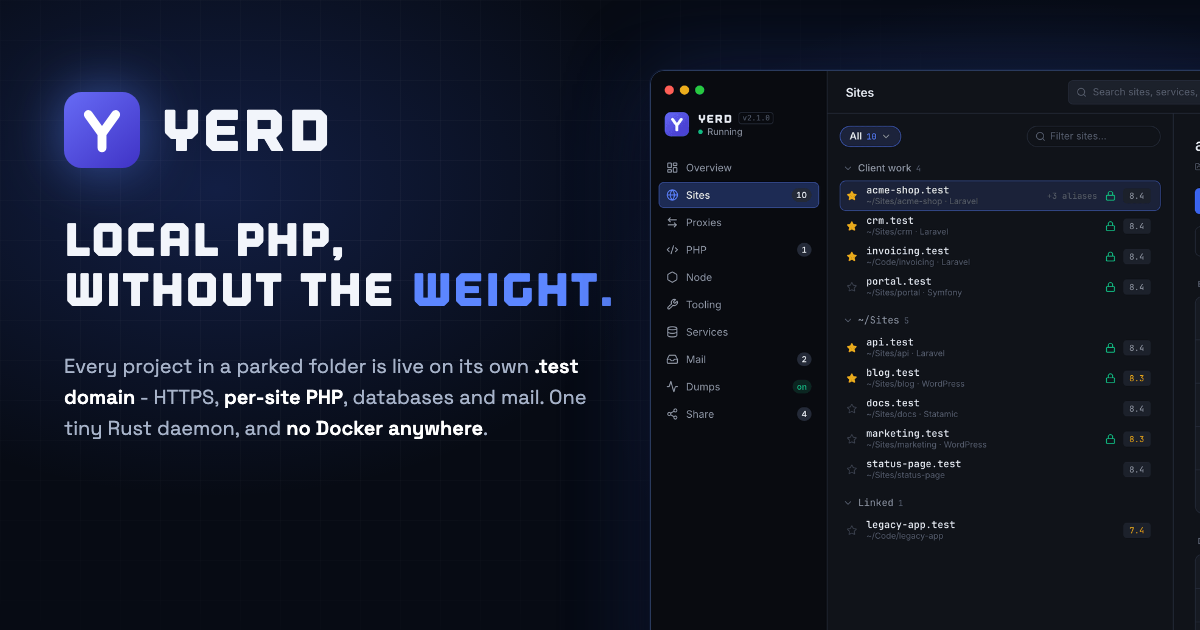 YERD
LOCAL PHP,
WITHOUT THE WEIGHT.
Every project in a parked folder is live on its own .test
domain - HTTPS, per-site PHP, databases and mail. One
tiny Rust daemon, and no Docker anywhere.
YERD v2.1.0
Running
Overview
Sites 10
Proxies
PHP 1
Node
Tooling
Services
Mail 2
Dumps on
Share 4
Sites
Search sites, services,
All 10
Filter sites...
Client work 4
acme-shop.test +3 aliases 8.4
~/Sites/acme-shop · Laravel
crm.test 8.4
~/Sites/crm · Laravel
invoicing.test 8.4
~/Code/invoicing · Laravel
portal.test 8.4
~/Sites/portal · Symfony
~/Sites 5
api.test 8.4
~/Sites/api · Laravel
blog.test 8.3
~/Sites/blog · WordPress
docs.test 8.4
~/Sites/docs · Statamic
marketing.test 8.3
~/Sites/marketing · WordPress
status-page.test 8.4
~/Sites/status-page
Linked 1
legacy-app.test 7.4
~/Code/legacy-app